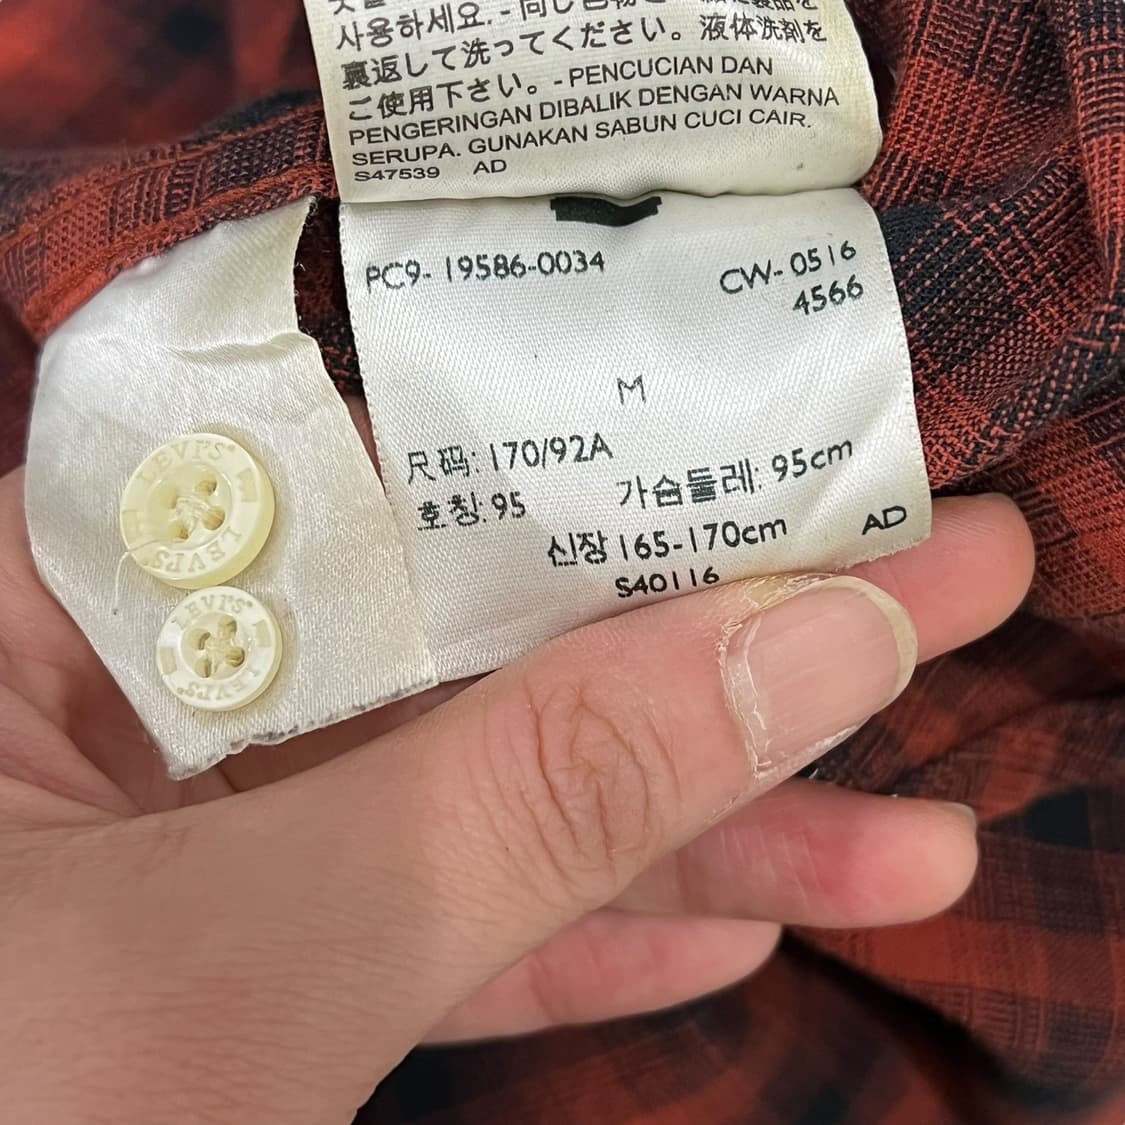 사용하세요. - 同じ
裏返して洗ってください。液体洗剤を
ご使用下さい。- PENCUCIAN DAN
PENGERINGAN DIBALIK DENGAN WARNA
SERUPA. GUNAKAN SABUN CUCI CAIR.
S47539 AD
PC9- 19586-0034
CW- 0516
4566
M
尺码: 170/92A
호칭: 95 가슴둘레: 95cm
신장 165-170cm AD
S40116
LEVI'S®
LEVI'S
LEVI'S®
LEVI'S®